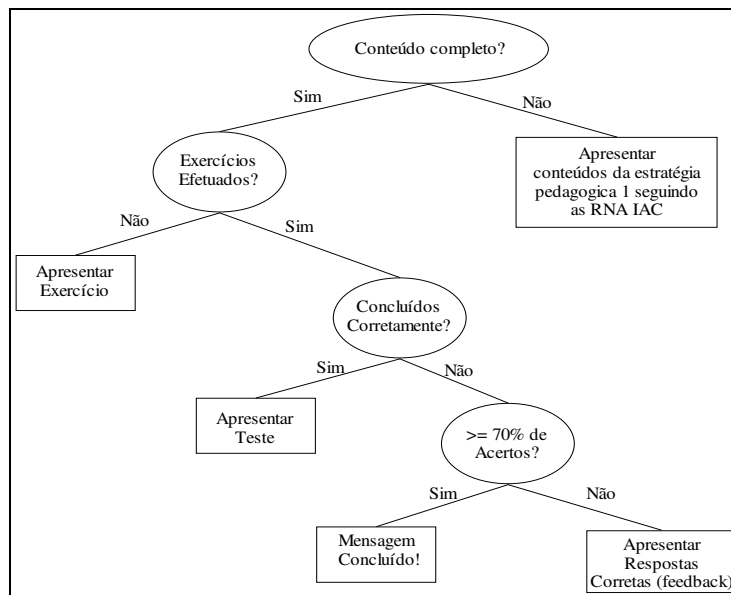 Conteúdo completo?
Sim
Não
Exercícios
Efetuados?
Apresentar
conteúdos da estratégia
pedagogica 1 seguindo
as RNA IAC
Não
Sim
Apresentar
Exercício
Concluídos
Corretamente?
Sim
Não
Apresentar
Teste
>= 70% de
Acertos?
Sim
Não
Mensagem
Concluído!
Apresentar
Respostas
Corretas (feedback)